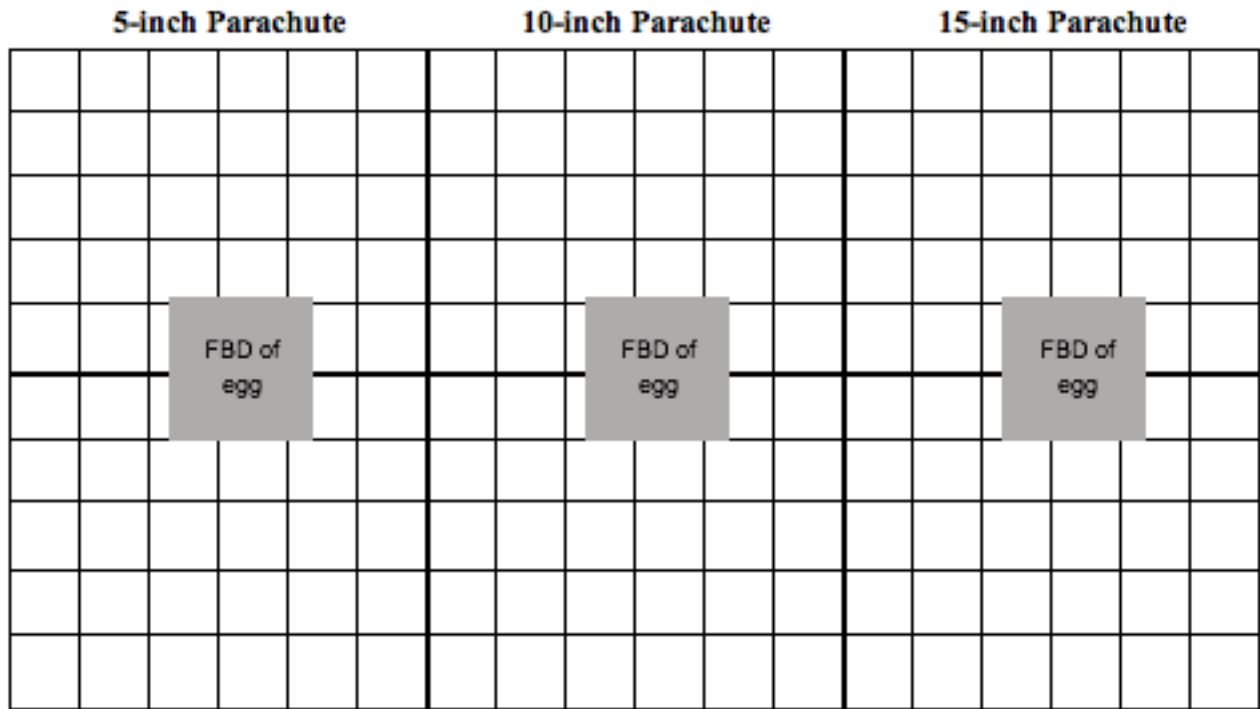 5-inch Parachute
10-inch Parachute
15-inch Parachute
FBD of
egg
FBD of
egg
FBD of
egg